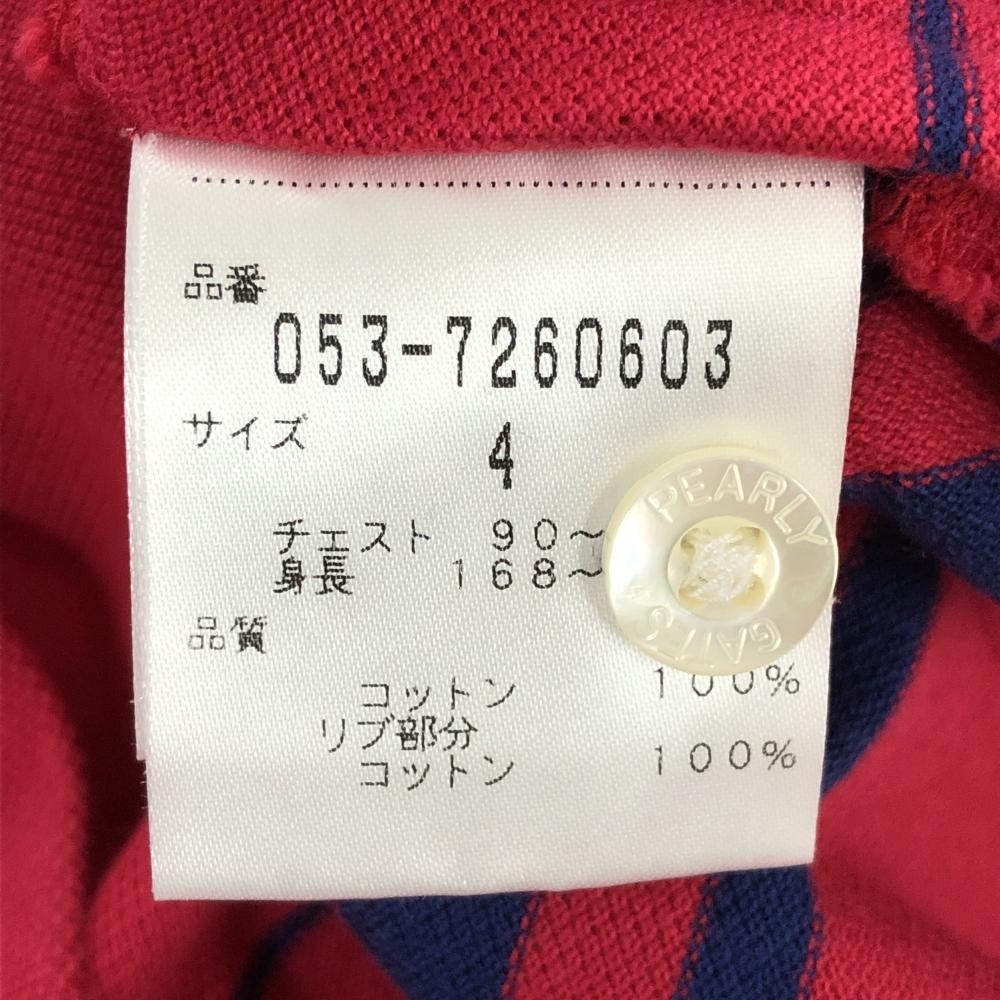 品番
053-7260603
サイズ 4
チェスト 90~
身長 168~
PEARLY
GATES
品質
コットン 100%
リブ部分
コットン 100%